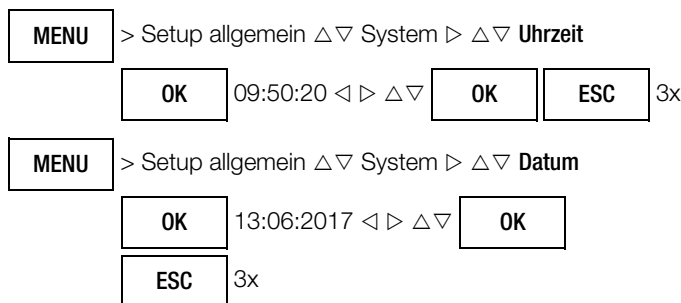 MENU > Setup allgemein △▽ System ▷ △▽ Uhrzeit
OK 09:50:20 ◁ ▷ △▽ OK ESC 3x
MENU > Setup allgemein △▽ System ▷ △▽ Datum
OK 13:06:2017 ◁ ▷ △▽ OK
ESC 3x